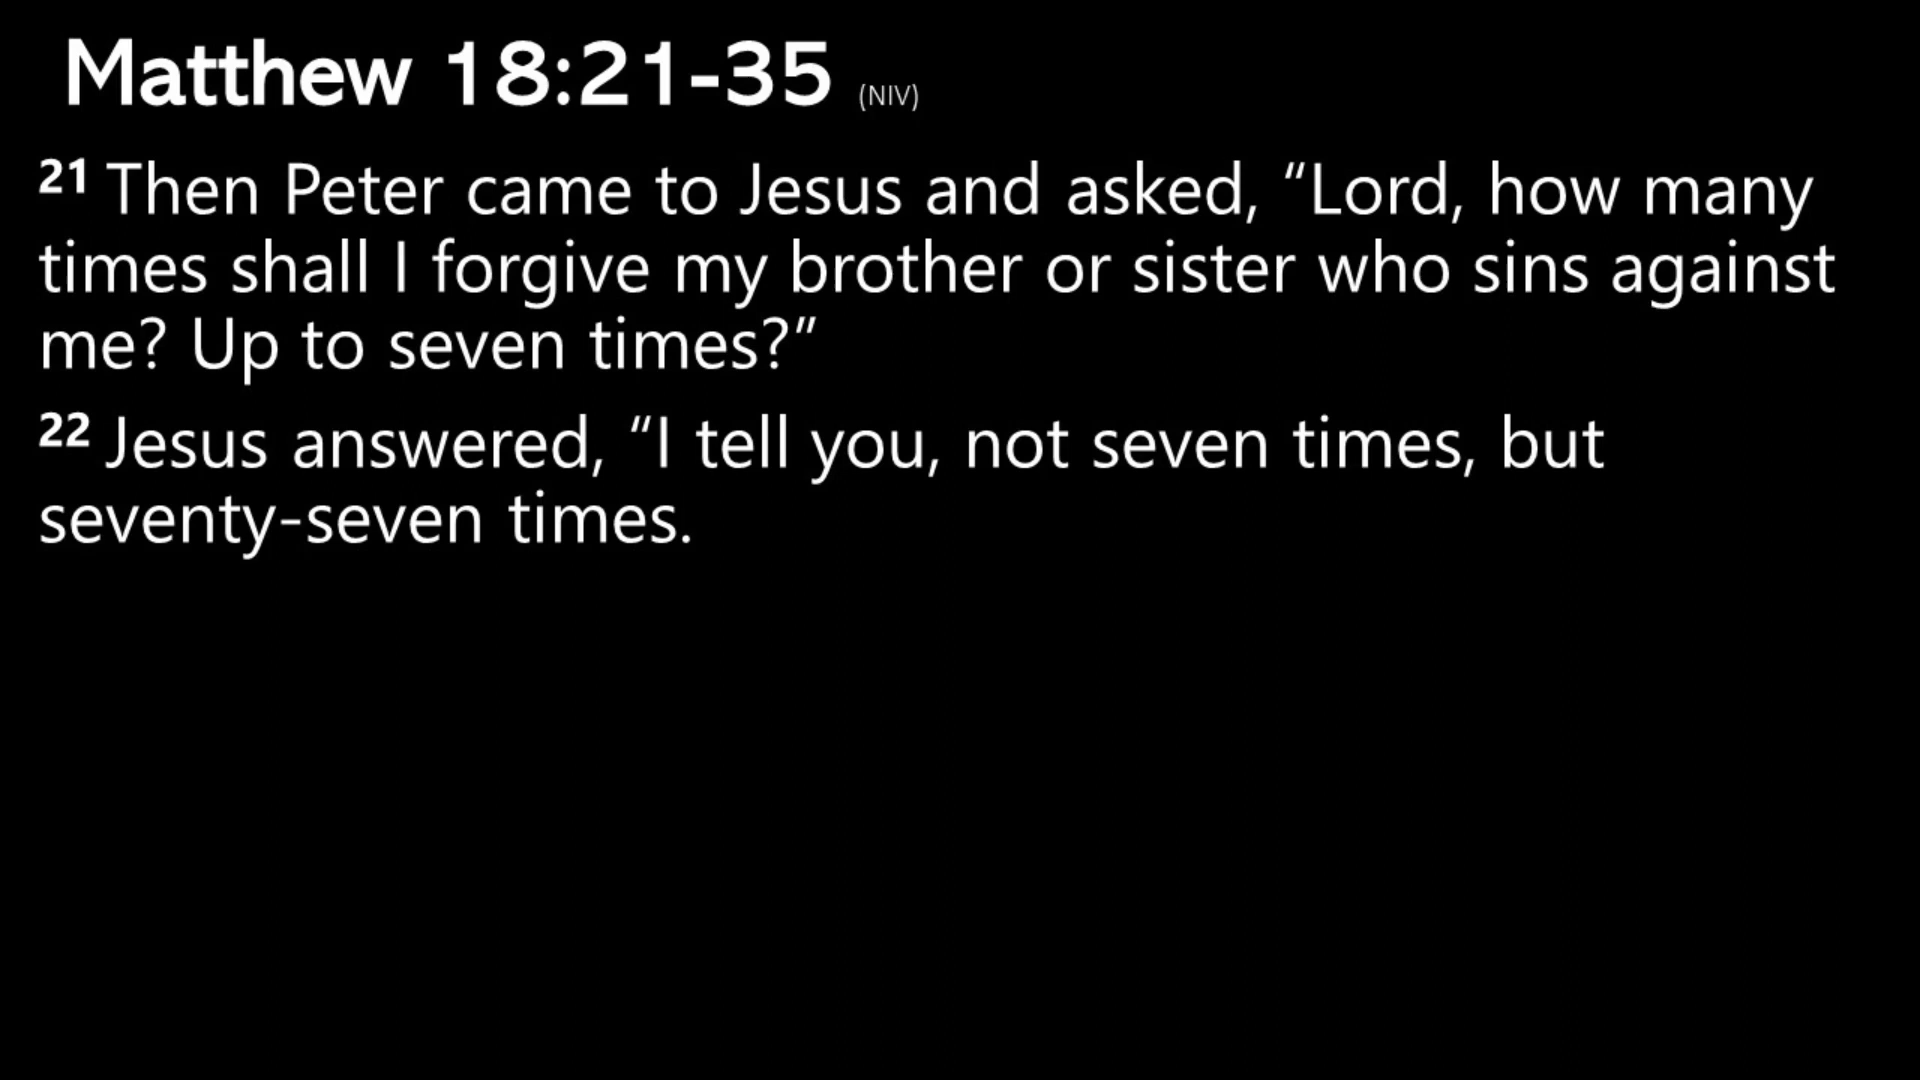 Matthew 18:21-35 (NIV)
21 Then Peter came to Jesus and asked, “Lord, how many
times shall I forgive my brother or sister who sins against
me? Up to seven times?”
22 Jesus answered, “I tell you, not seven times, but
seventy-seven times.